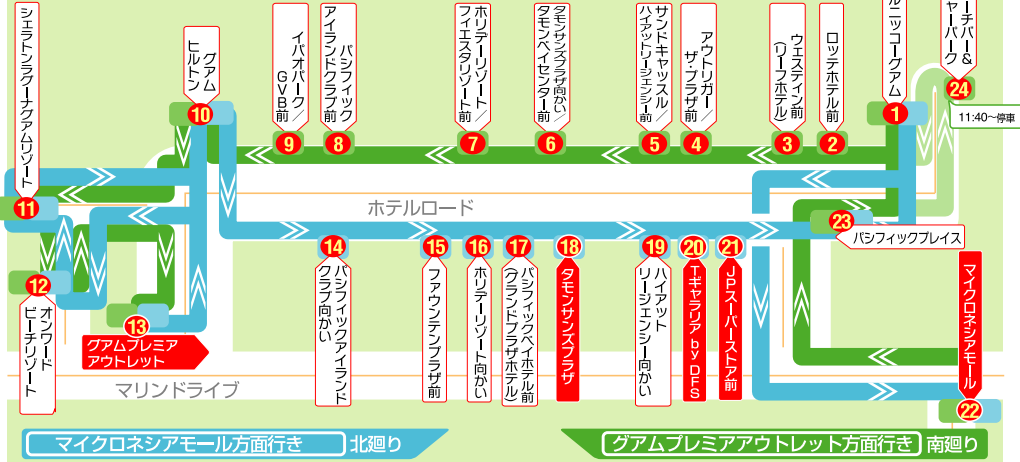 シェラトンラグーナグアムリゾート
11
グアム
ヒルトン
10
イパオパーク／
GVB前
9
パシフィック
アイランドクラブ前
8
ホリデーリゾート／
フィエスタリゾート前
7
タモンサンズプラザ向かい／
タモンベイセンター前
6
サンドキャッスル／
ハイアットリージェンシー前
5
アウトリガー／
ザ・プラザ前
4
ウェスティン前
(リーフホテル)
3
ロッテホテル前
2
ルニッコーグアム
1
ーチバー&
ャーパーク
24
11:40～停車
ホテルロード
23
パシフィックプレイス
12
オンワード
ビーチリゾート
13
グアムプレミア
アウトレット
14
パシフィックアイランド
クラブ向かい
15
ファウンテンプラザ前
16
ホリデーリゾート向かい
17
パシフィックベイホテル前
(グランドプラザホテル)
18
タモンサンズプラザ
19
ハイアット
リージェンシー向かい
20
Tギャラリア by DFS
21
JPスーパーストア前
マイクロネシアモール
22
マリンドライブ
マイクロネシアモール方面行き 北廻り
グアムプレミアアウトレット方面行き 南廻り